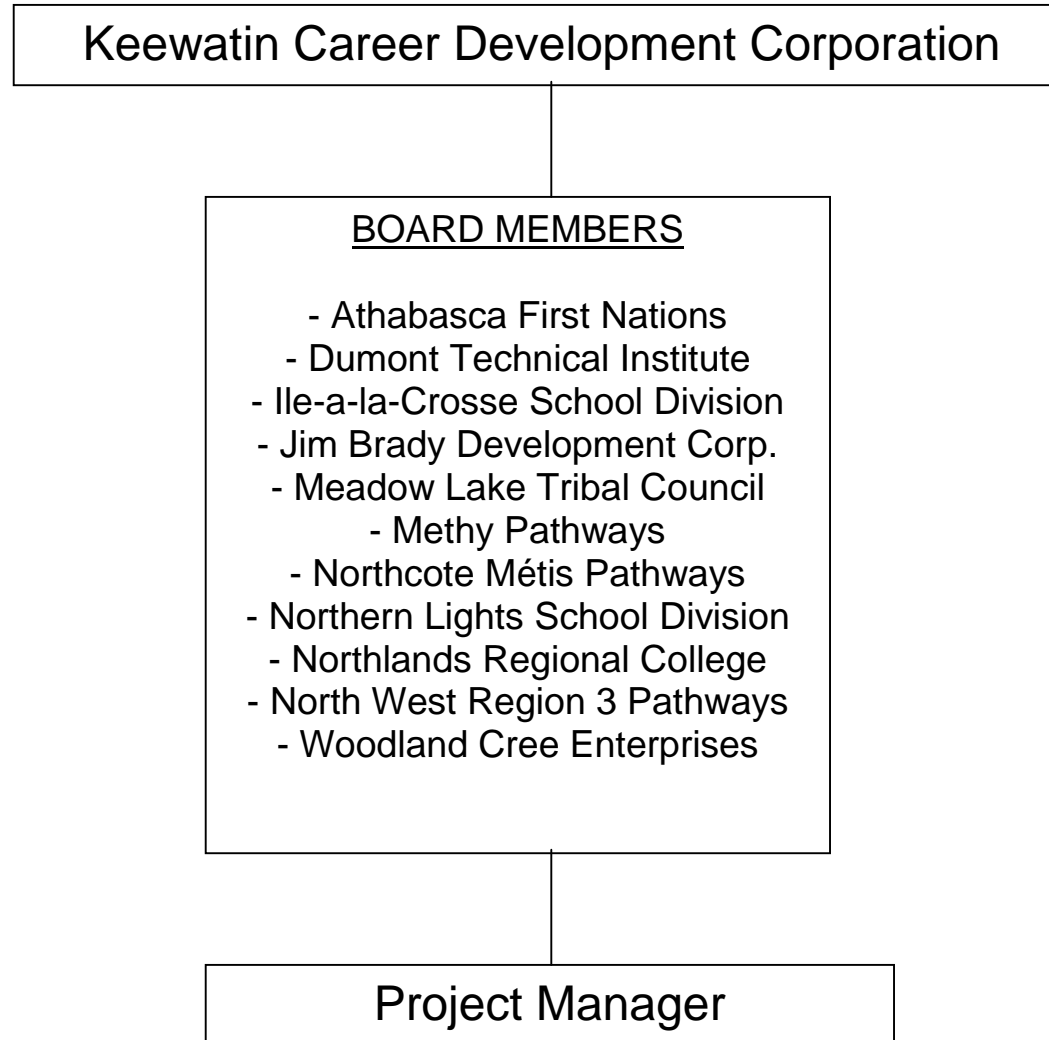 Keewatin Career Development Corporation
BOARD MEMBERS
- Athabasca First Nations
- Dumont Technical Institute
- Ile-a-la-Crosse School Division
- Jim Brady Development Corp.
- Meadow Lake Tribal Council
- Methy Pathways
- Northcote Métis Pathways
- Northern Lights School Division
- Northlands Regional College
- North West Region 3 Pathways
- Woodland Cree Enterprises
Project Manager